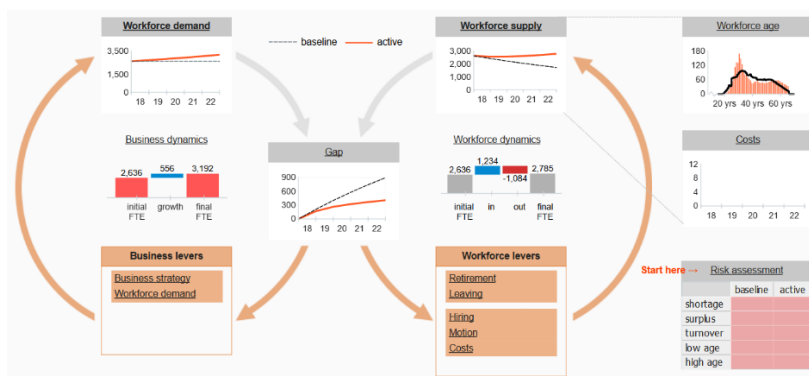 Workforce demand
3,500
1,500
0
18 19 20 21 22
baseline
active
Workforce supply
3,000
2,000
1,000
0
18 19 20 21 22
Workforce age
180
120
60
0
20 yrs 40 yrs 60 yrs
Business dynamics
2,636
556
3,192
initial FTE
growth
final FTE
Gap
900
600
300
0
18 19 20 21 22
Workforce dynamics
2,636
1,234
-1,084
2,785
initial FTE
in
out
final FTE
Costs
12
8
4
0
18 19 20 21 22
Business levers
Business strategy
Workforce demand
Workforce levers
Retirement
Leaving
Hiring
Motion
Costs
Start here → Risk assessment
baseline active
shortage
surplus
turnover
low age
high age